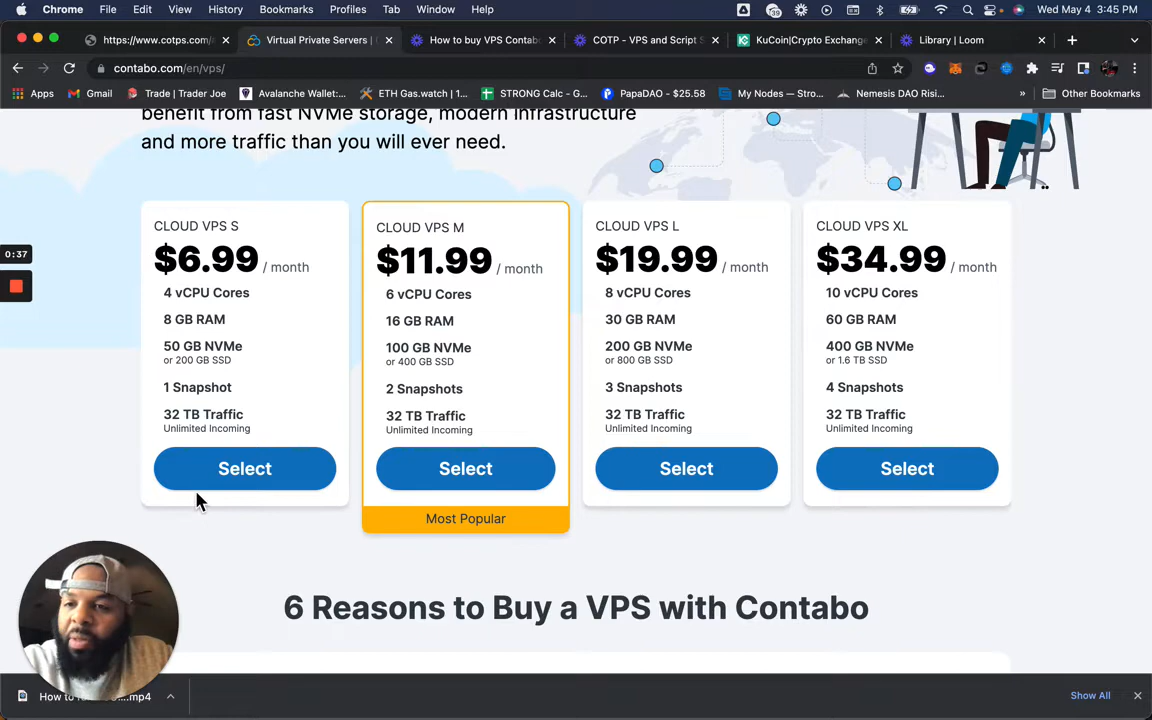 Chrome File Edit View History Bookmarks Profiles Tab Window Help
39
Wed May 4 3:45 PM
https://www.cotps.com/
Virtual Private Servers |
How to buy VPS Contab
COTP - VPS and Script S
KuCoin|Crypto Exchang
Library | Loom
contabo.com/en/vps/
Apps
Gmail
Trade | Trader Joe
Avalanche Wallet:...
ETH Gas.watch | 1...
STRONG Calc - G...
PapaDAO - $25.58
My Nodes — Stro...
Nemesis DAO Risi...
»
Other Bookmarks
benefit from fast NVMe storage, modern infrastructure
and more traffic than you will ever need.
0:37
CLOUD VPS S
$6.99 / month
4 vCPU Cores
8 GB RAM
50 GB NVMe
or 200 GB SSD
1 Snapshot
32 TB Traffic
Unlimited Incoming
Select
CLOUD VPS M
$11.99 / month
6 vCPU Cores
16 GB RAM
100 GB NVMe
or 400 GB SSD
2 Snapshots
32 TB Traffic
Unlimited Incoming
Select
Most Popular
CLOUD VPS L
$19.99 / month
8 vCPU Cores
30 GB RAM
200 GB NVMe
or 800 GB SSD
3 Snapshots
32 TB Traffic
Unlimited Incoming
Select
CLOUD VPS XL
$34.99 / month
10 vCPU Cores
60 GB RAM
400 GB NVMe
or 1.6 TB SSD
4 Snapshots
32 TB Traffic
Unlimited Incoming
Select
6 Reasons to Buy a VPS with Contabo
Show All